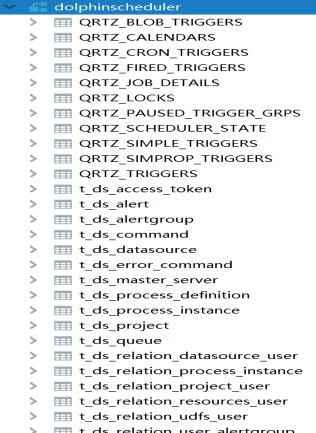 dolphinscheduler
QRTZ_BLOB_TRIGGERS
QRTZ_CALENDARS
QRTZ_CRON_TRIGGERS
QRTZ_FIRED_TRIGGERS
QRTZ_JOB_DETAILS
QRTZ_LOCKS
QRTZ_PAUSED_TRIGGER_GRPS
QRTZ_SCHEDULER_STATE
QRTZ_SIMPLE_TRIGGERS
QRTZ_SIMPROP_TRIGGERS
QRTZ_TRIGGERS
t_ds_access_token
t_ds_alert
t_ds_alertgroup
t_ds_command
t_ds_datasource
t_ds_error_command
t_ds_master_server
t_ds_process_definition
t_ds_process_instance
t_ds_project
t_ds_queue
t_ds_relation_datasource_user
t_ds_relation_process_instance
t_ds_relation_project_user
t_ds_relation_resources_user
t_ds_relation_udfs_user
t_ds_relation_user_alertgroup